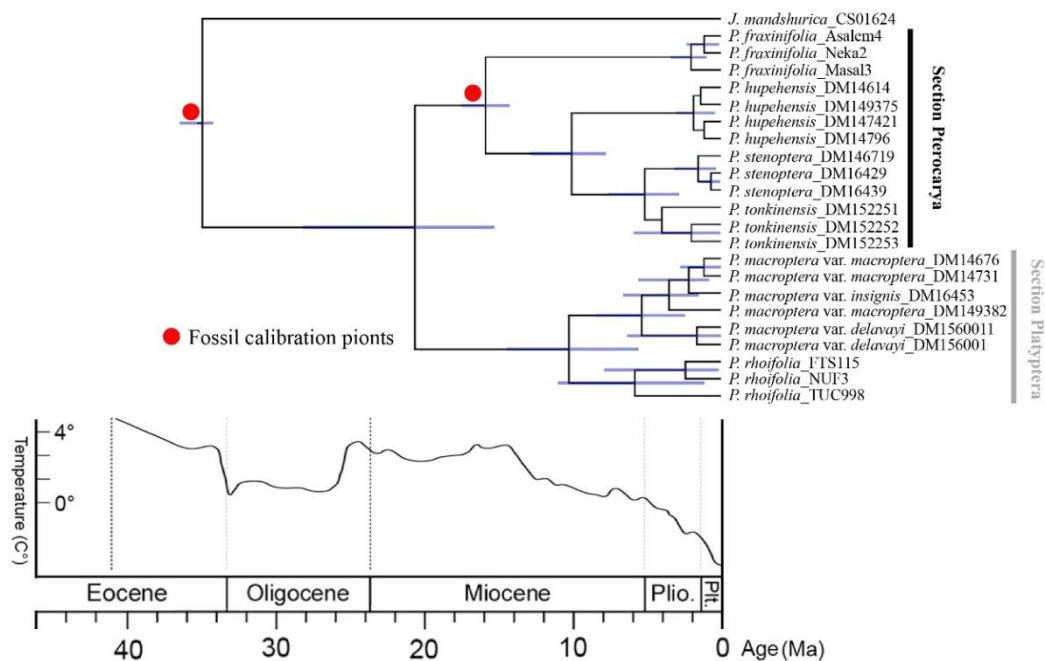 J. mandshurica_CS01624
P. fraxinifolia_Asalem4
P. fraxinifolia_Neka2
P. fraxinifolia_Masal3
P. hupehensis_DM14614
P. hupehensis_DM149375
P. hupehensis_DM147421
P. hupehensis_DM14796
P. stenoptera_DM146719
P. stenoptera_DM16429
P. stenoptera_DM16439
P. tonkinensis_DM152251
P. tonkinensis_DM152252
P. tonkinensis_DM152253
Section Pterocarya
P. macroptera var. macroptera_DM14676
P. macroptera var. macroptera_DM14731
P. macroptera var. insignis_DM16453
P. macroptera var. macroptera_DM149382
P. macroptera var. delavayi_DM1560011
P. macroptera var. delavayi_DM156001
P. rhoifolia_FTS115
P. rhoifolia_NUF3
P. rhoifolia_TUC998
Section Platyptera
Fossil calibration pionts
Temperature (C°)
4°
0°
Eocene Oligocene Miocene Plio. Plt.
40 30 20 10 0 Age (Ma)